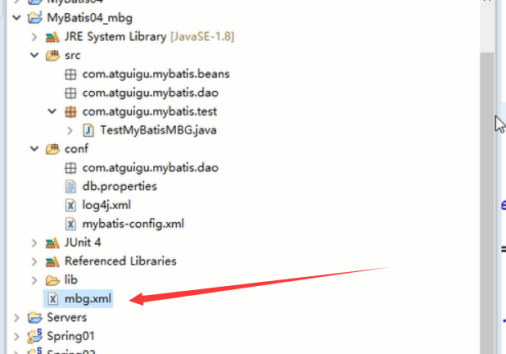 MyBatis04
MyBatis04_mbg
JRE System Library [JavaSE-1.8]
src
com.atguigu.mybatis.beans
com.atguigu.mybatis.dao
com.atguigu.mybatis.test
TestMyBatisMBG.java
conf
com.atguigu.mybatis.dao
db.properties
log4j.xml
mybatis-config.xml
JUnit 4
Referenced Libraries
lib
mbg.xml
Servers
Spring01